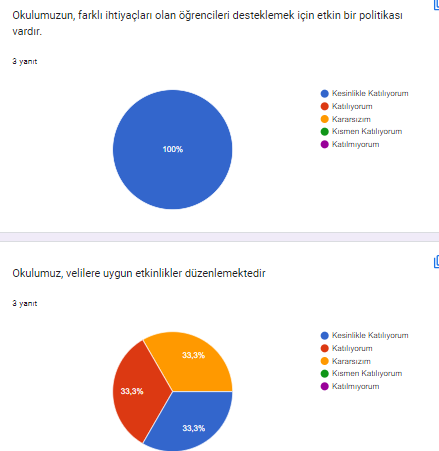 Okulumuzun, farklı ihtiyaçları olan öğrencileri desteklemek için etkin bir politikası
vardır.
3 yanıt
100%
Kesinlikle Katılıyorum
Katılıyorum
Kararsızım
Kısmen Katılıyorum
Katılmıyorum
Okulumuz, velilere uygun etkinlikler düzenlemektedir
3 yanıt
33,3%
33,3%
33,3%
Kesinlikle Katılıyorum
Katılıyorum
Kararsızım
Kısmen Katılıyorum
Katılmıyorum